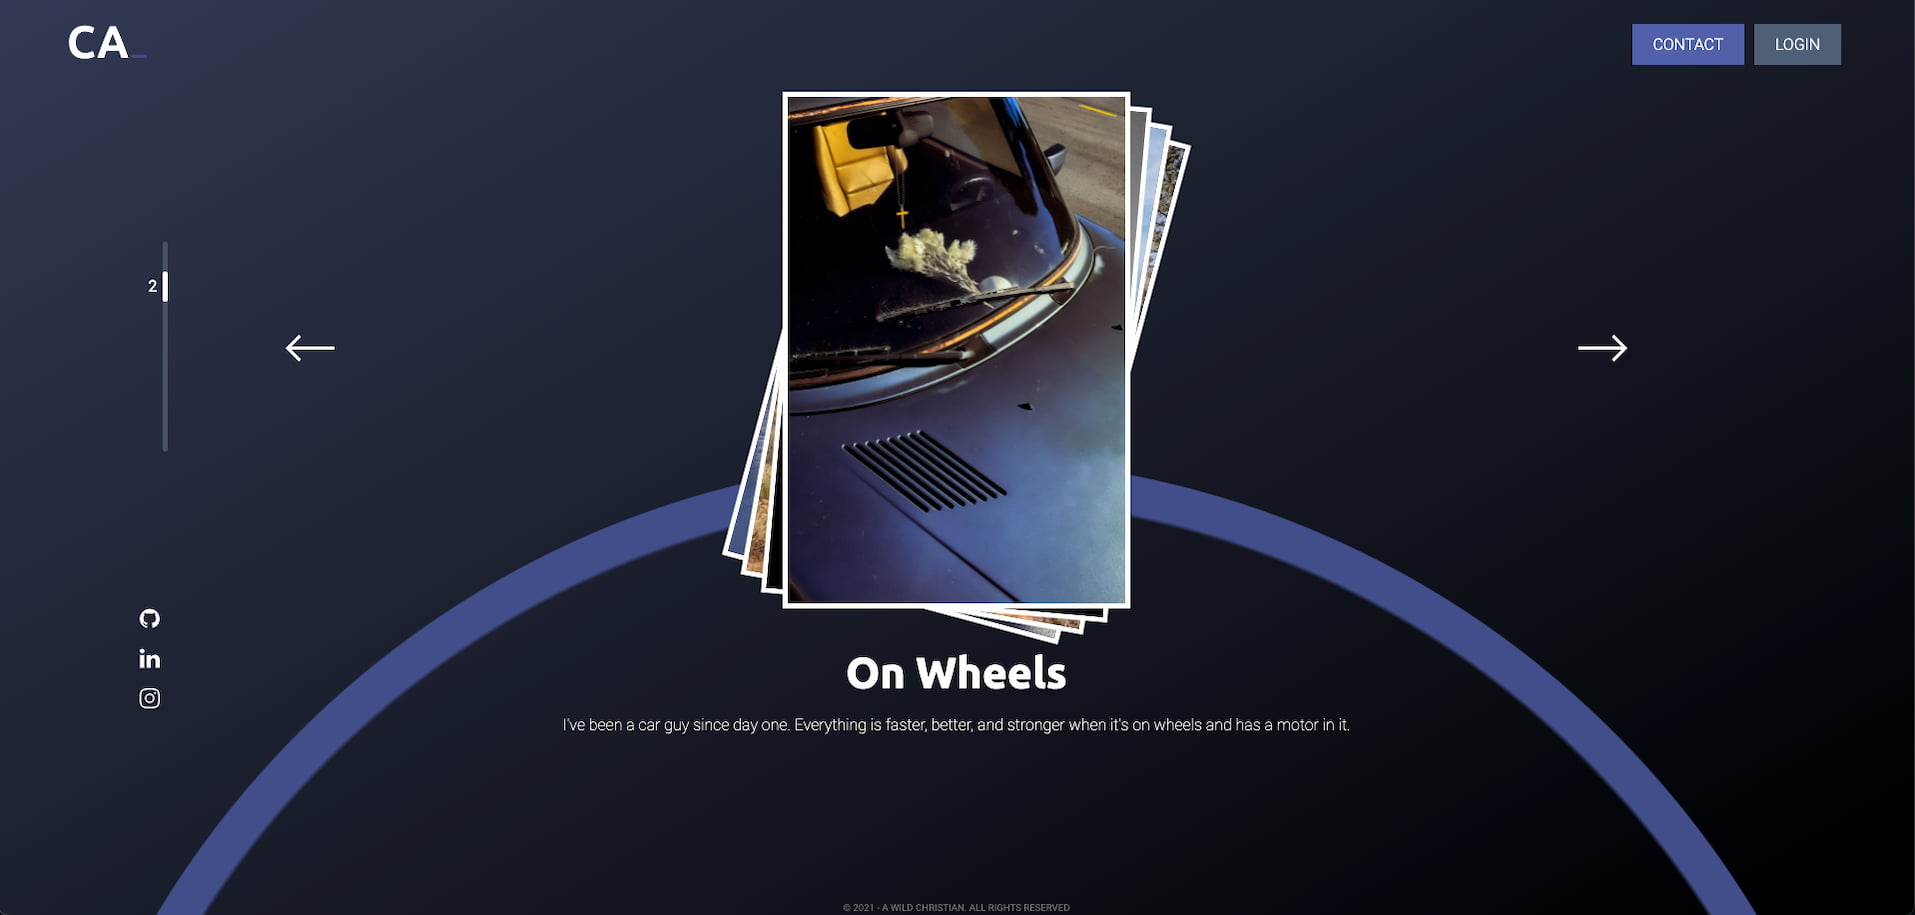 CA_
CONTACT
LOGIN
2
On Wheels
I've been a car guy since day one. Everything is faster, better, and stronger when it's on wheels and has a motor in it.
© 2021 - A WILD CHRISTIAN. ALL RIGHTS RESERVED